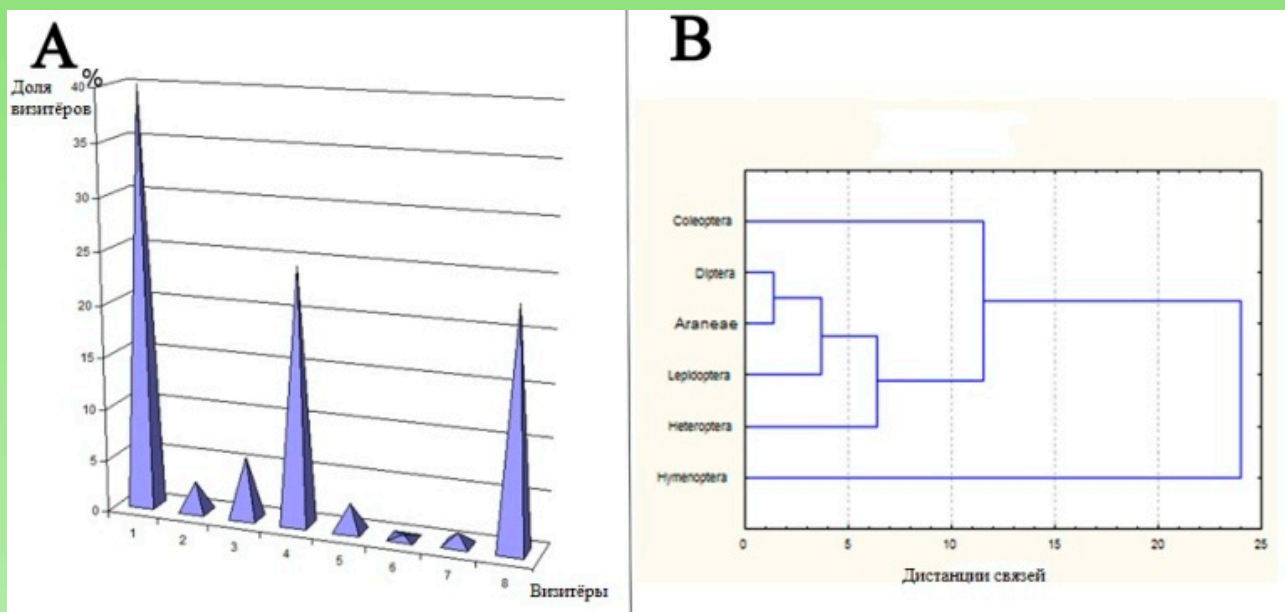 A
%
Доля
визитёров
40
35
30
25
20
15
10
5
0
1 2 3 4 5 6 7 8
Визитёры
B
Coleoptera
Diptera
Araneae
Lepidoptera
Heteroptera
Hymenoptera
0 5 10 15 20 25
Дистанции связей